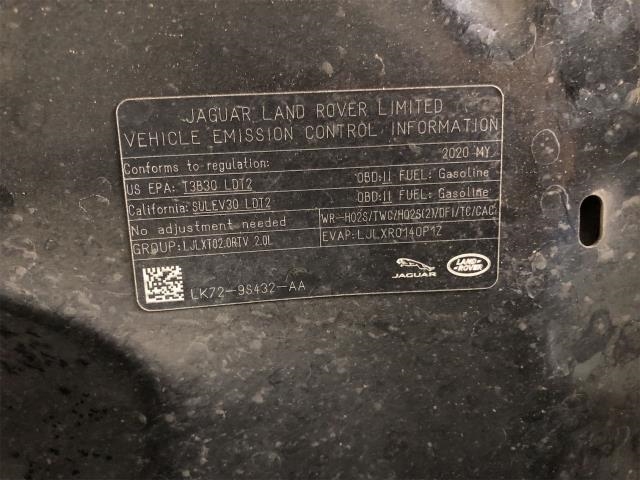 JAGUAR LAND ROVER LIMITED
VEHICLE EMISSION CONTROL INFORMATION
Conforms to regulation: 2020 MY
US EPA: T3B30 LDT2 OBD:II FUEL: Gasoline
California: SULEV30 LDT2 OBD:II FUEL: Gasoline
No adjustment needed WR-HO2S/TWC/HO2S(2)/DFI/TC/CAC
GROUP:LJLXT02.0RTV 2.0L EVAP:LJLXR0140P1Z
LK72-9S432-AA JAGUAR LAND-ROVER